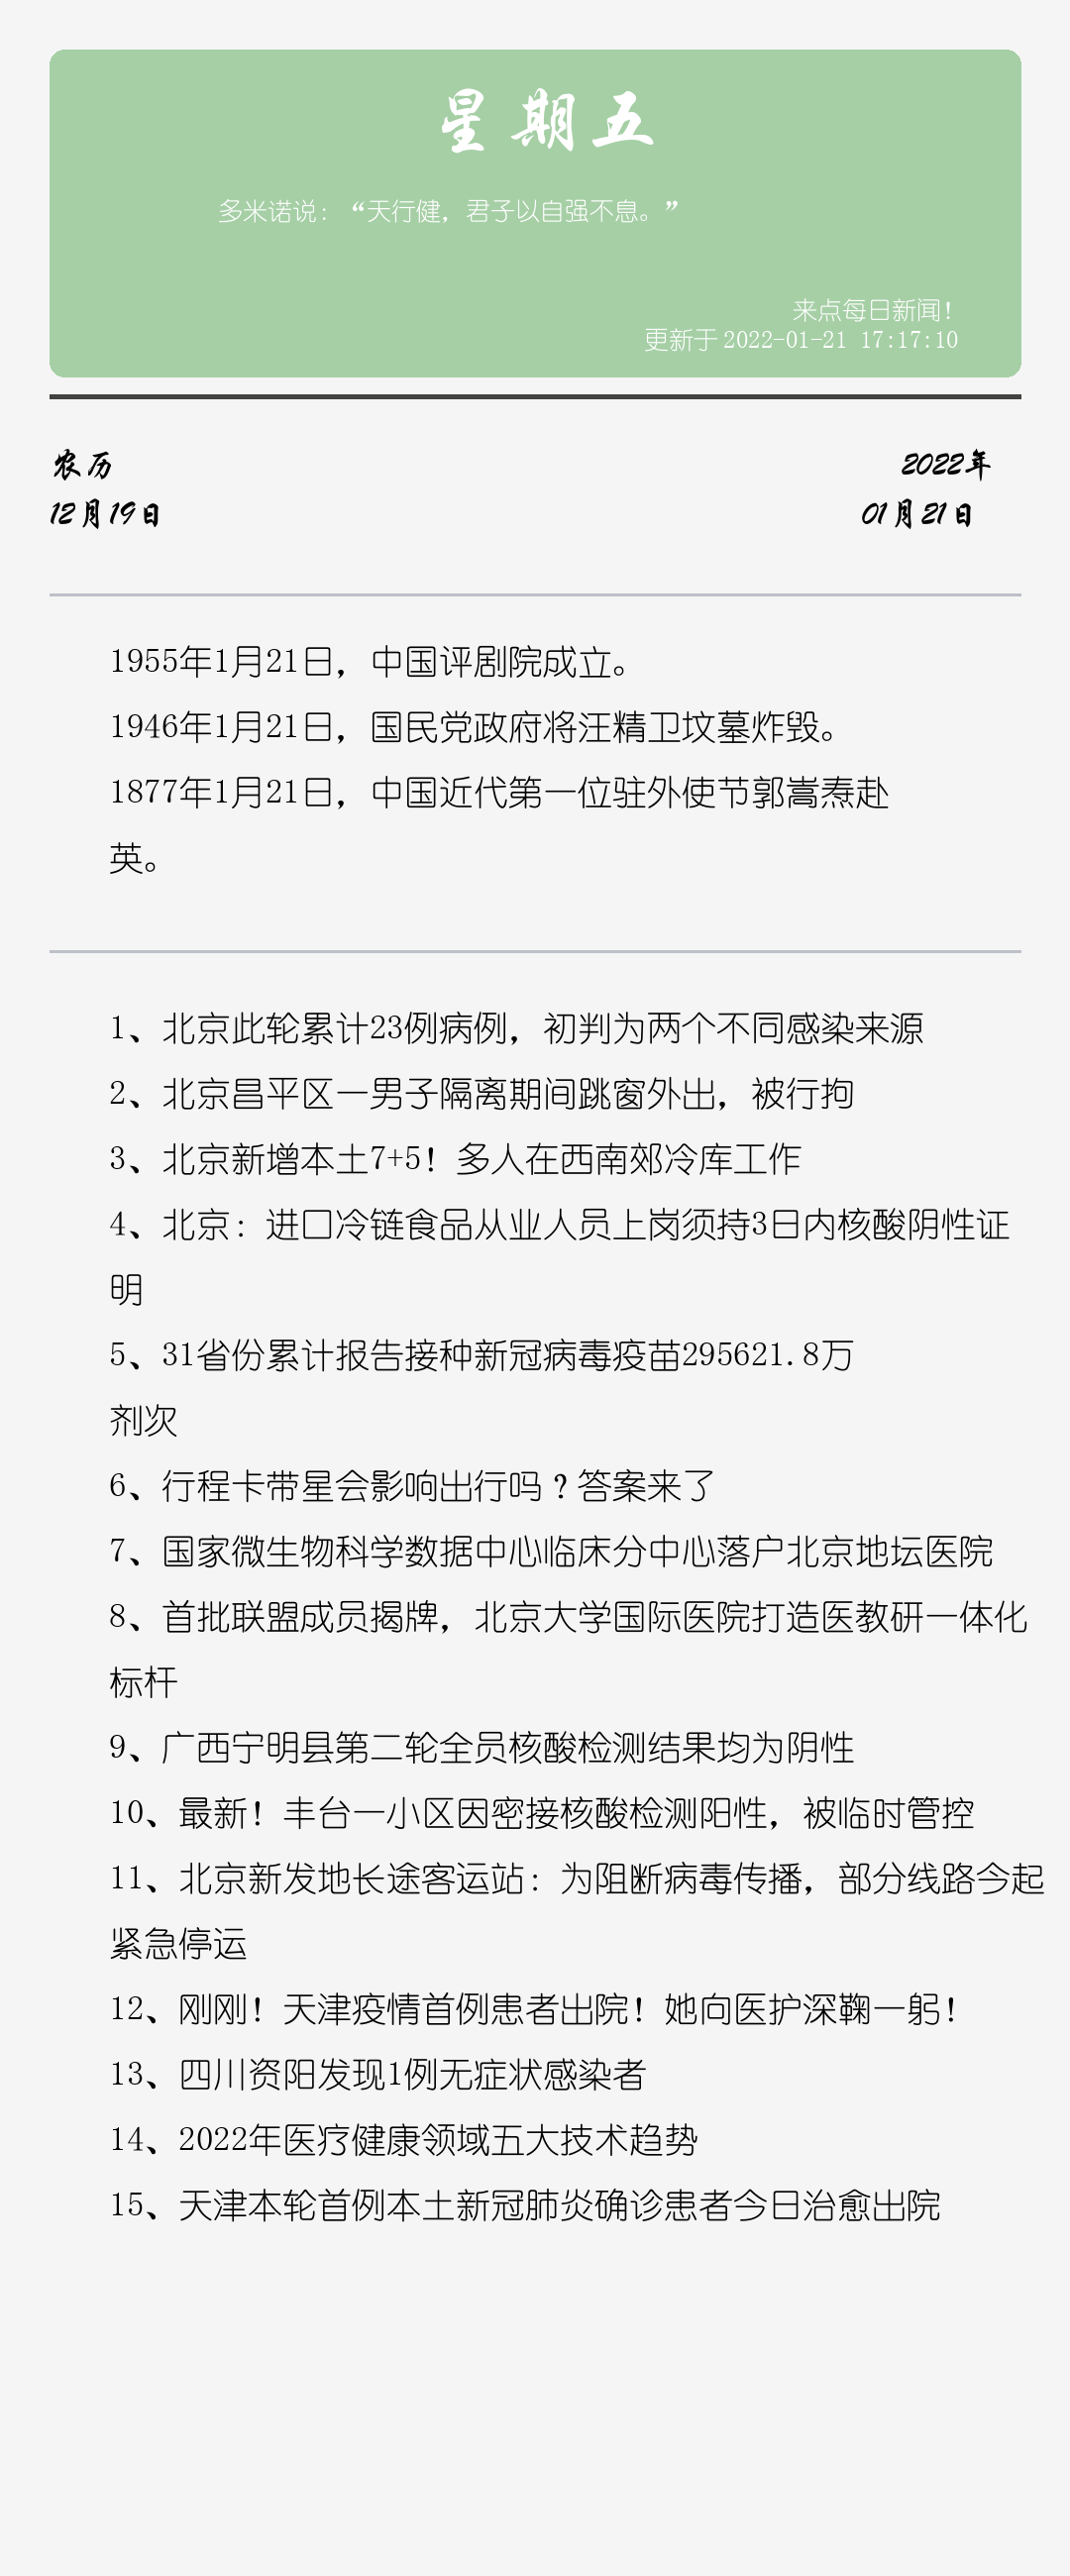 星期五
多米诺说：“天行健，君子以自强不息。”
来点每日新闻！
更新于 2022-01-21 17:17:10
农历
2022年
12月19日
01月21日
1955年1月21日，中国评剧院成立。
1946年1月21日，国民党政府将汪精卫坟墓炸毁。
1877年1月21日，中国近代第一位驻外使节郭嵩焘赴
英。
1、北京此轮累计23例病例，初判为两个不同感染来源
2、北京昌平区一男子隔离期间跳窗外出，被行拘
3、北京新增本土7+5！多人在西南郊冷库工作
4、北京：进口冷链食品从业人员上岗须持3日内核酸阴性证
明
5、31省份累计报告接种新冠病毒疫苗295621.8万
剂次
6、行程卡带星会影响出行吗？答案来了
7、国家微生物科学数据中心临床分中心落户北京地坛医院
8、首批联盟成员揭牌，北京大学国际医院打造医教研一体化
标杆
9、广西宁明县第二轮全员核酸检测结果均为阴性
10、最新！丰台一小区因密接核酸检测阳性，被临时管控
11、北京新发地长途客运站：为阻断病毒传播，部分线路今起
紧急停运
12、刚刚！天津疫情首例患者出院！她向医护深鞠一躬！
13、四川资阳发现1例无症状感染者
14、2022年医疗健康领域五大技术趋势
15、天津本轮首例本土新冠肺炎确诊患者今日治愈出院